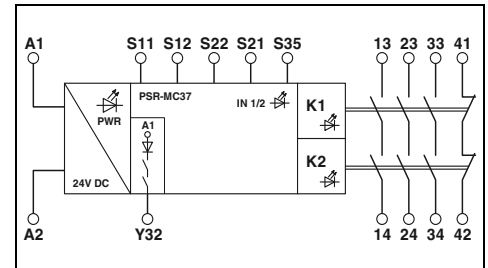 A1 S11 S12 S22 S21 S35 13 23 33 41
PSR-MC37 IN 1/2 K1
PWR A1
K2
24V DC
A2 Y32 14 24 34 42